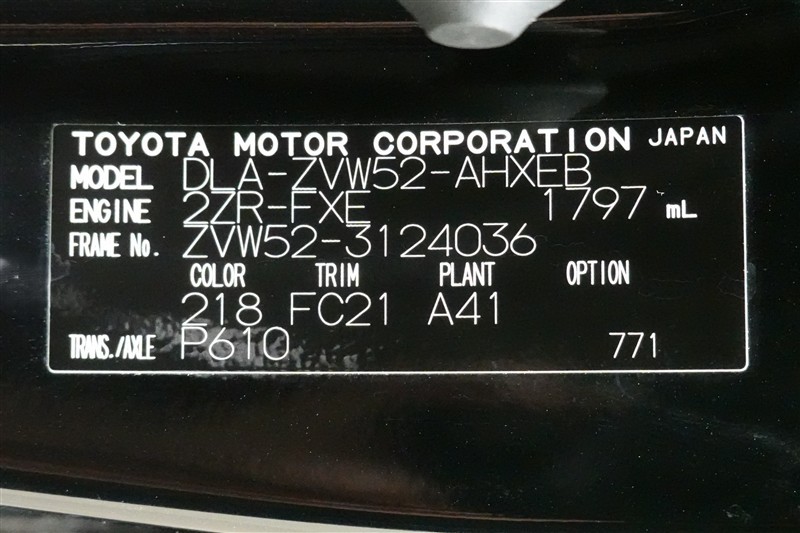 TOYOTA MOTOR CORPORATION JAPAN
MODEL DLA-ZVW52-AHXEB
ENGINE 2ZR-FXE 1797 mL
FRAME No. ZVW52-3124036
COLOR TRIM PLANT OPTION
218 FC21 A41
TRANS./AXLE P610 771